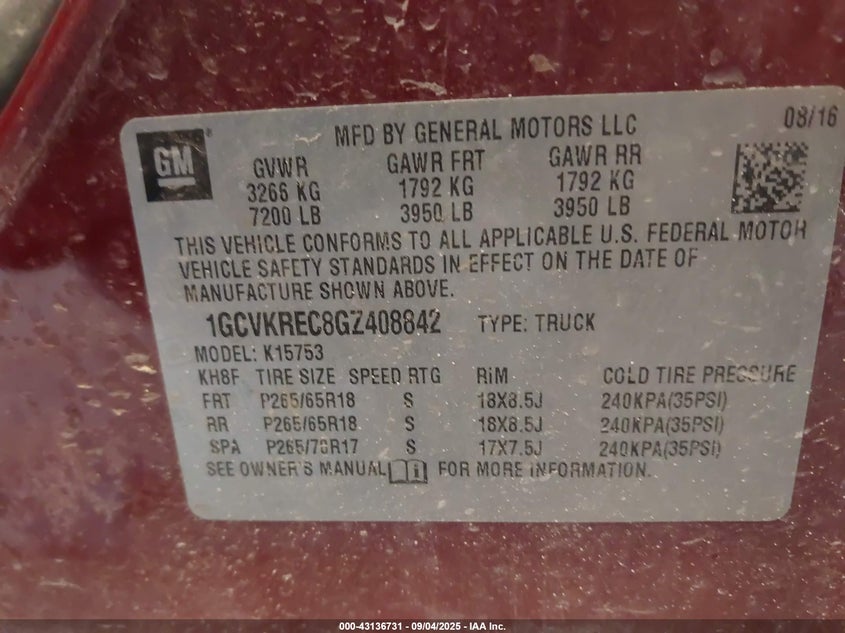 MFD BY GENERAL MOTORS LLC 08/16
GM
GVWR GAWR FRT GAWR RR
3266 KG 1792 KG 1792 KG
7200 LB 3950 LB 3950 LB
THIS VEHICLE CONFORMS TO ALL APPLICABLE U.S. FEDERAL MOTOR
VEHICLE SAFETY STANDARDS IN EFFECT ON THE DATE OF
MANUFACTURE SHOWN ABOVE.
1GCVKREC8GZ408842 TYPE: TRUCK
MODEL: K15753
KH8F TIRE SIZE SPEED RTG RIM COLD TIRE PRESSURE
FRT P265/65R18 S 18X8.5J 240KPA(35PSI)
RR P265/65R18 S 18X8.5J 240KPA(35PSI)
SPA P265/70R17 S 17X7.5J 240KPA(35PSI)
SEE OWNER'S MANUAL FOR MORE INFORMATION.
000-43136731 - 09/04/2025 - IAA Inc.